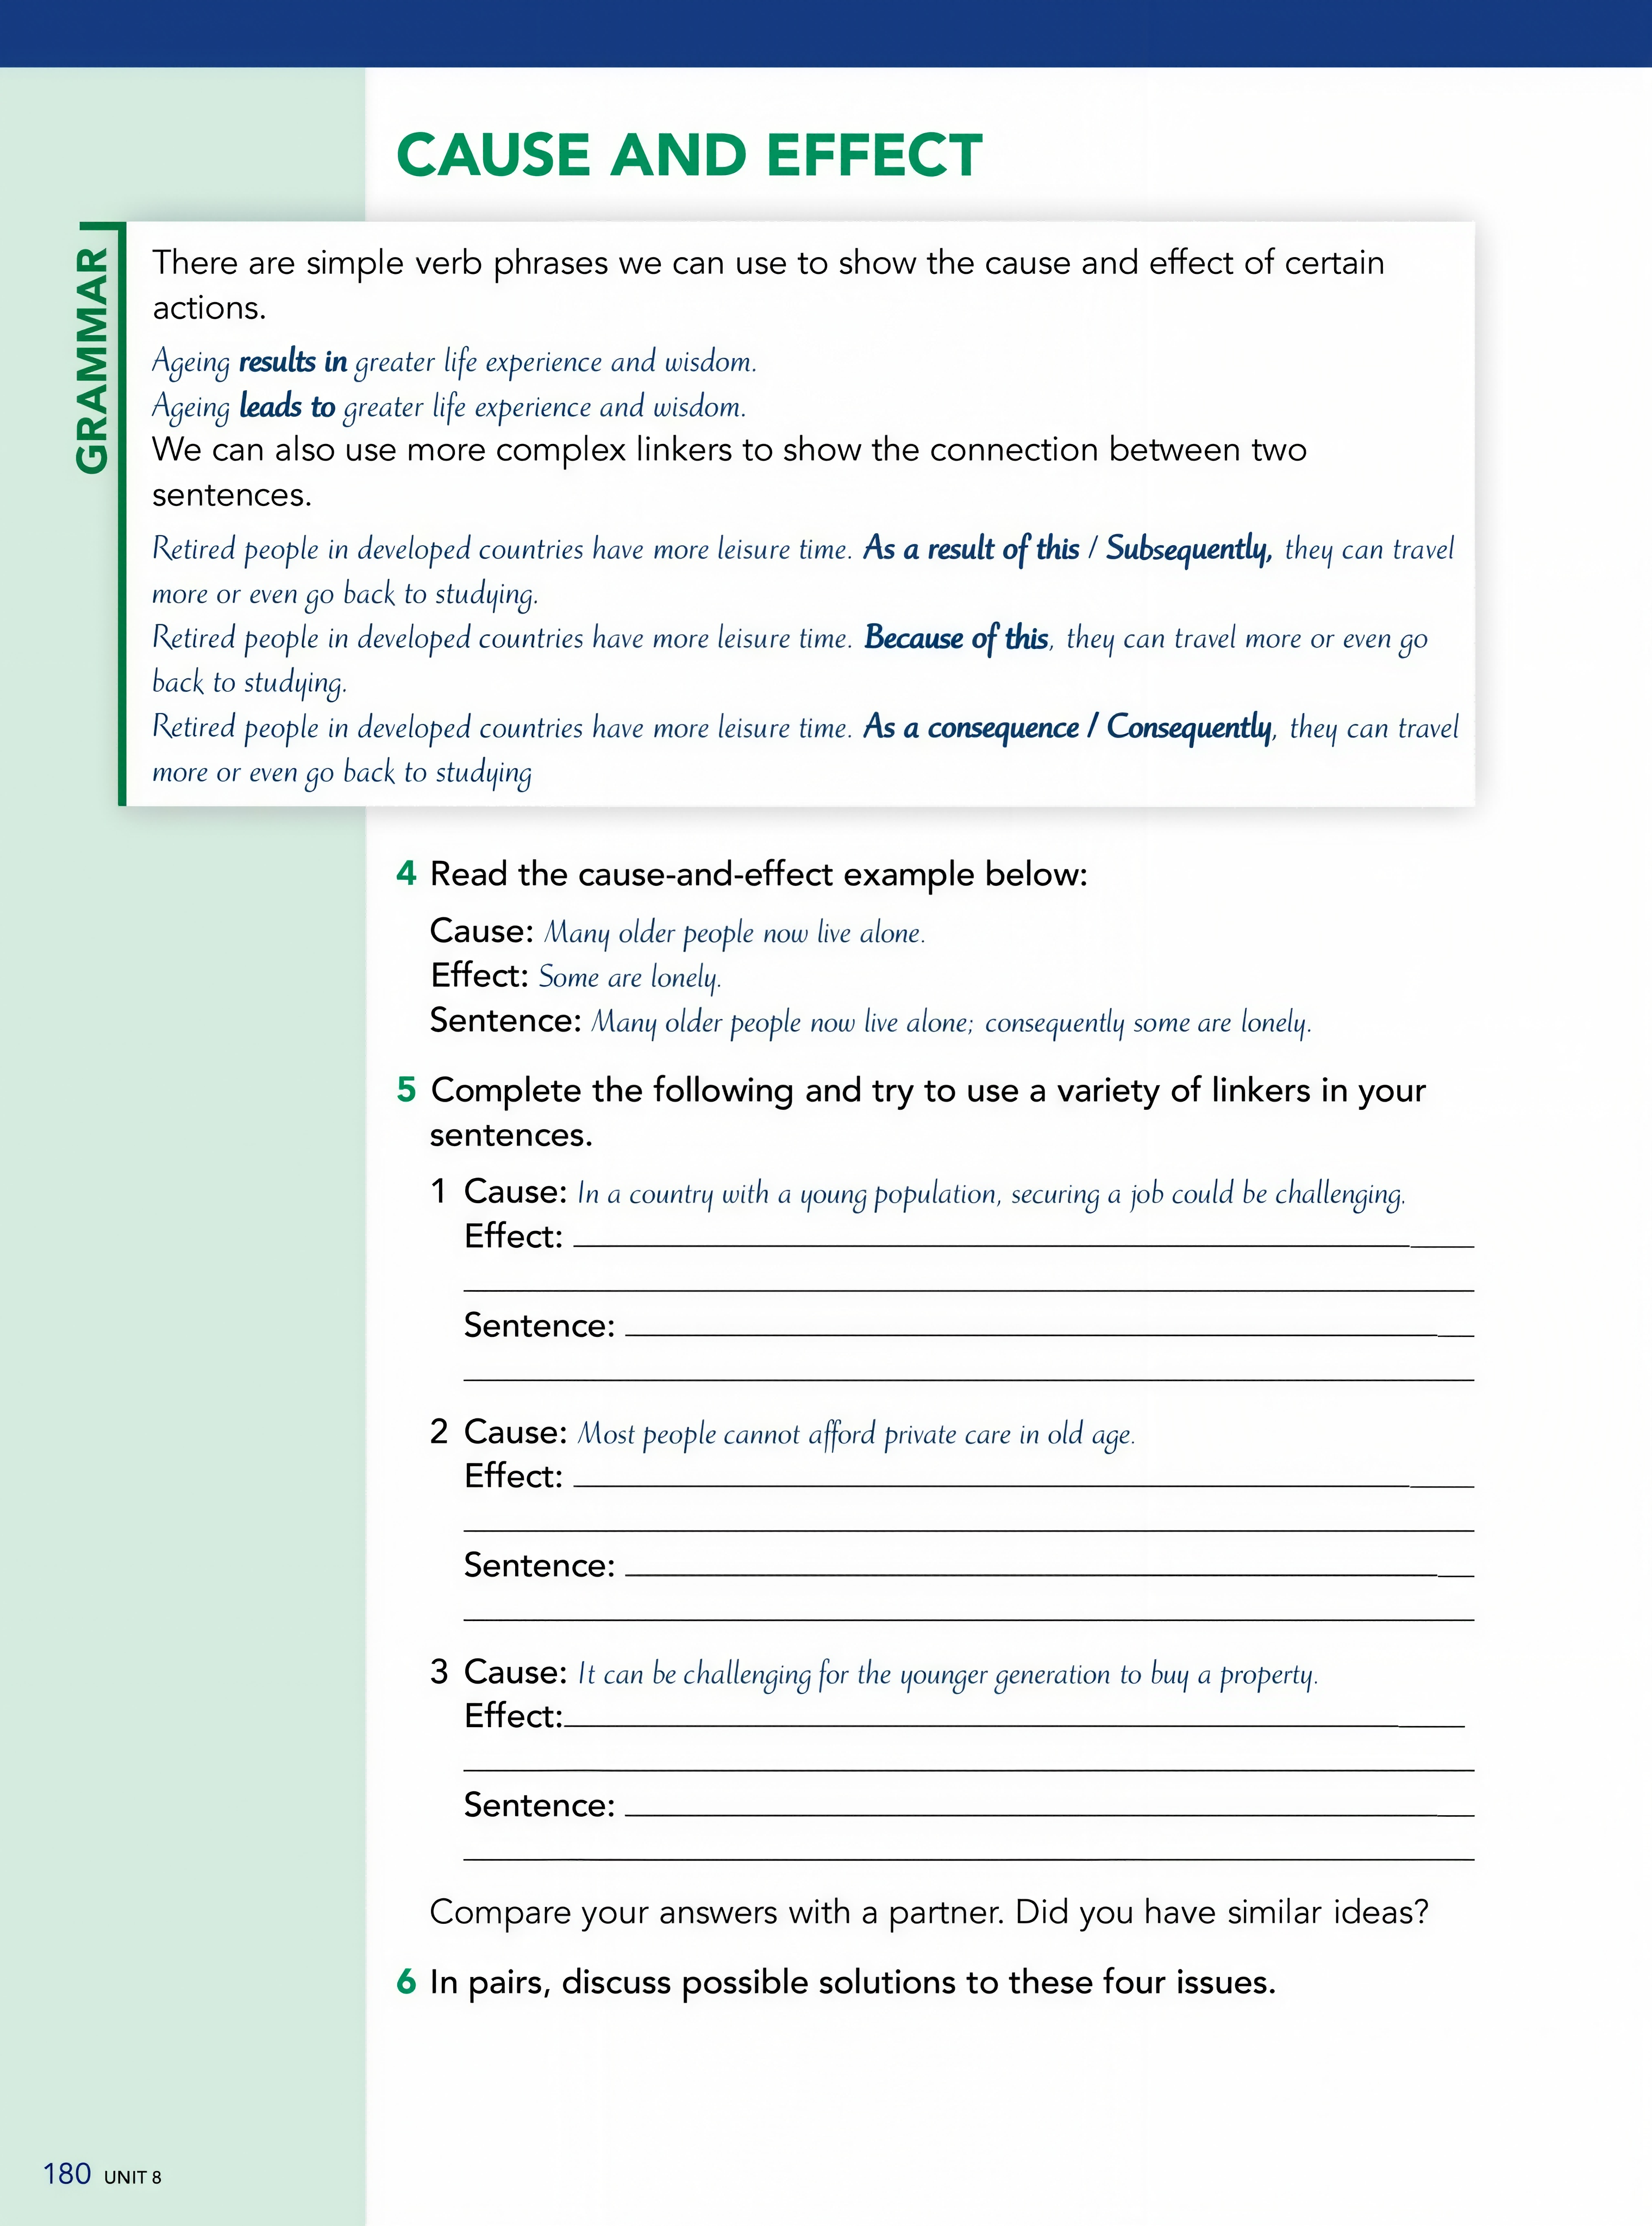 CAUSE AND EFFECT
GRAMMAR
There are simple verb phrases we can use to show the cause and effect of certain
actions.
Ageing results in greater life experience and wisdom.
Ageing leads to greater life experience and wisdom.
We can also use more complex linkers to show the connection between two
sentences.
Retired people in developed countries have more leisure time. As a result of this / Subsequently, they can travel
more or even go back to studying.
Retired people in developed countries have more leisure time. Because of this, they can travel more or even go
back to studying.
Retired people in developed countries have more leisure time. As a consequence / Consequently, they can travel
more or even go back to studying
4 Read the cause-and-effect example below:
Cause: Many older people now live alone.
Effect: Some are lonely.
Sentence: Many older people now live alone; consequently some are lonely.
5 Complete the following and try to use a variety of linkers in your
sentences.
1 Cause: In a country with a young population, securing a job could be challenging.
Effect:
Sentence:
2 Cause: Most people cannot afford private care in old age.
Effect:
Sentence:
3 Cause: It can be challenging for the younger generation to buy a property.
Effect:
Sentence:
Compare your answers with a partner. Did you have similar ideas?
6 In pairs, discuss possible solutions to these four issues.
180 UNIT 8